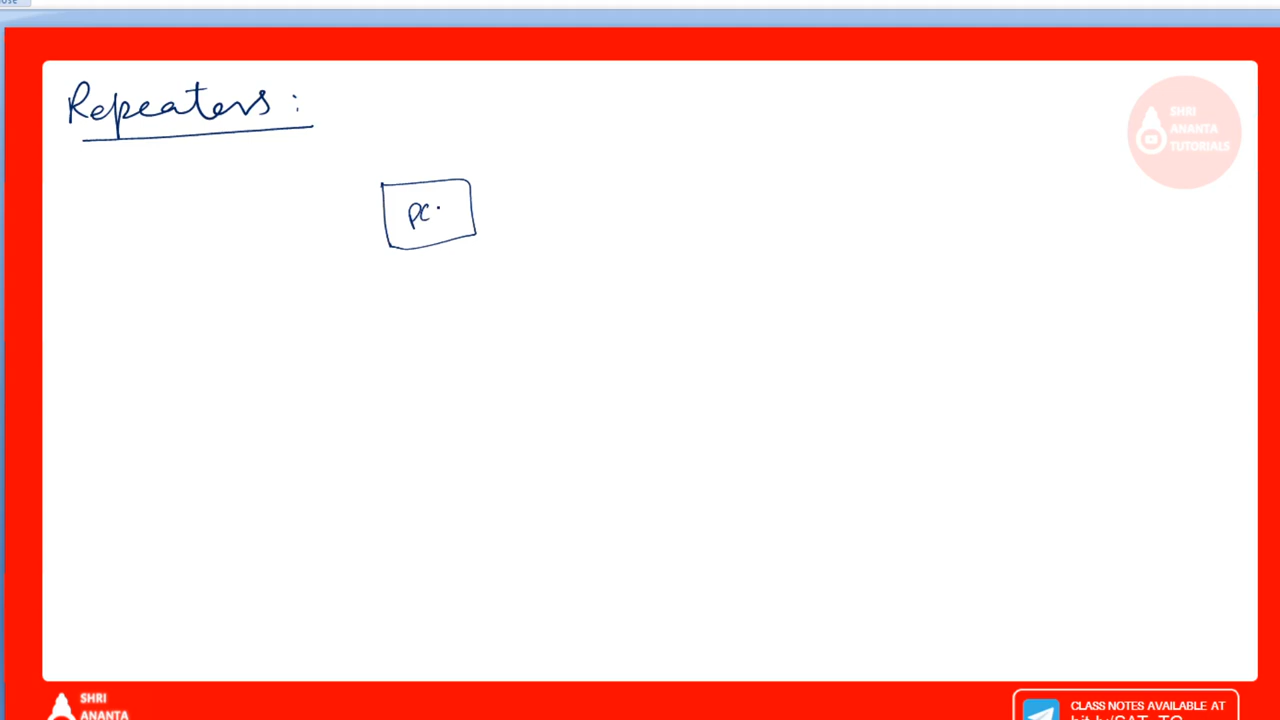 Repeaters :
SHRI
ANANTA
TUTORIALS
PC
SHRI
ANANTA
CLASS NOTES AVAILABLE AT